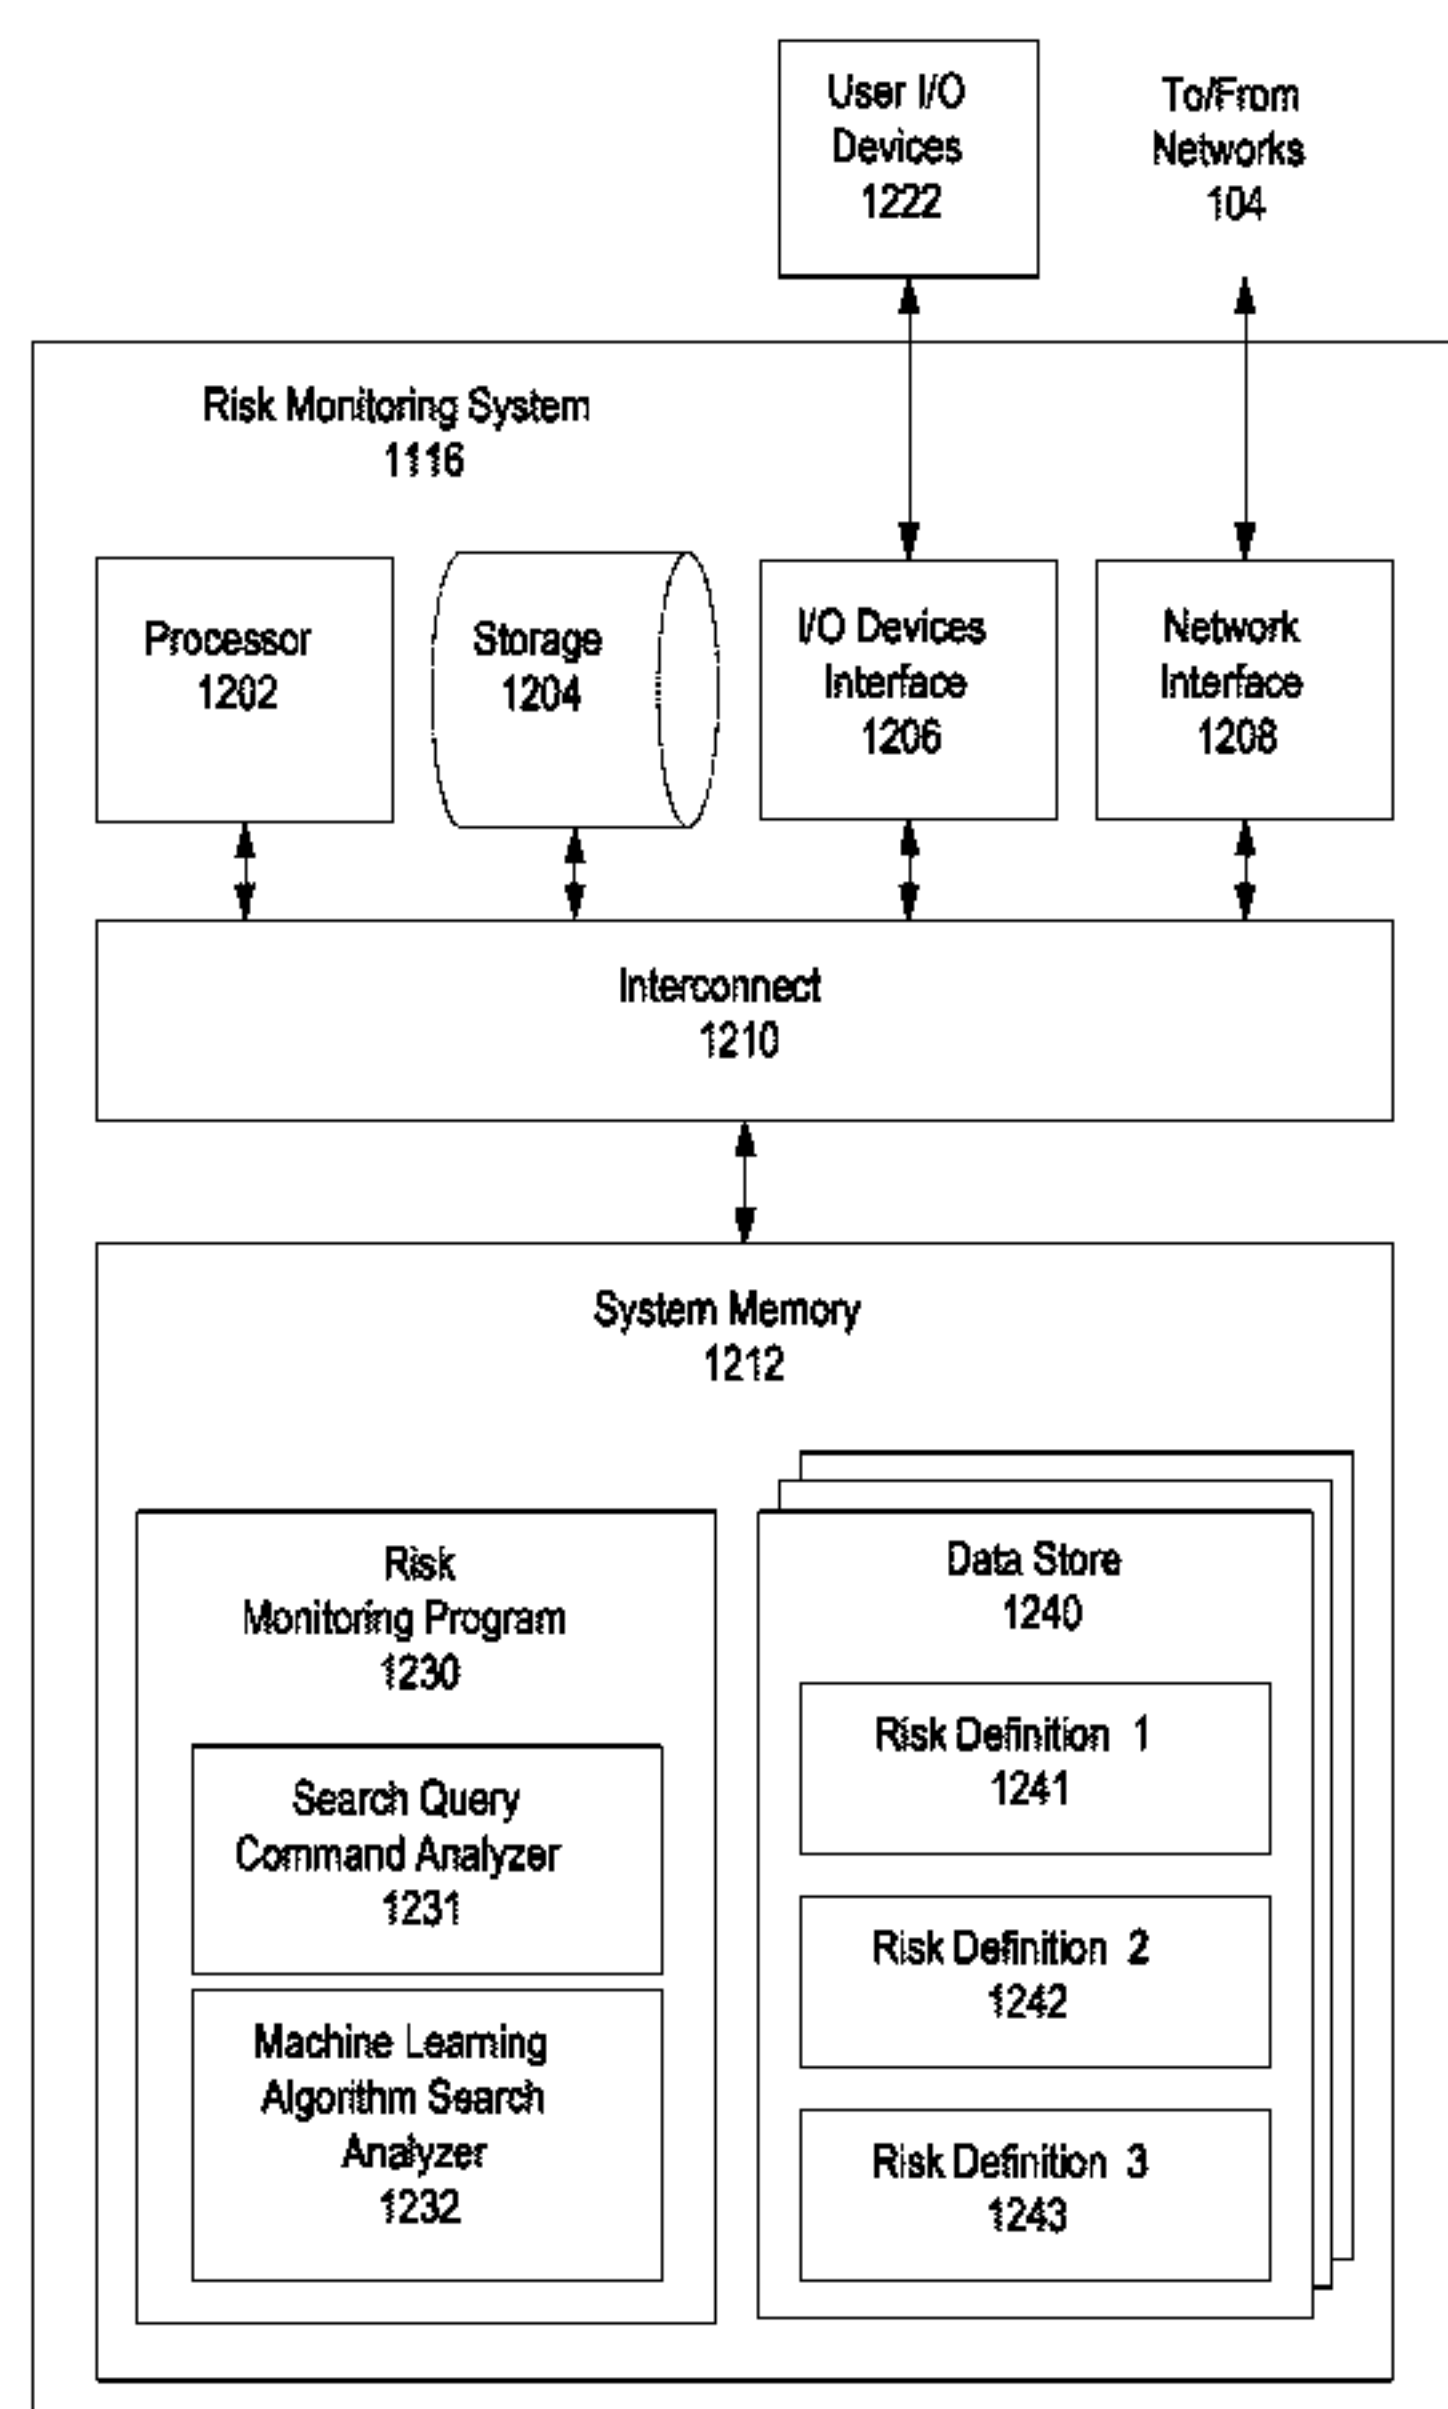 User I/O
Devices
1222
To/From
Networks
104
Risk Monitoring System
1116
Processor
1202
Storage
1204
I/O Devices
Interface
1206
Network
Interface
1208
Interconnect
1210
System Memory
1212
Risk
Monitoring Program
1230
Search Query
Command Analyzer
1231
Machine Learning
Algorithm Search
Analyzer
1232
Data Store
1240
Risk Definition 1
1241
Risk Definition 2
1242
Risk Definition 3
1243